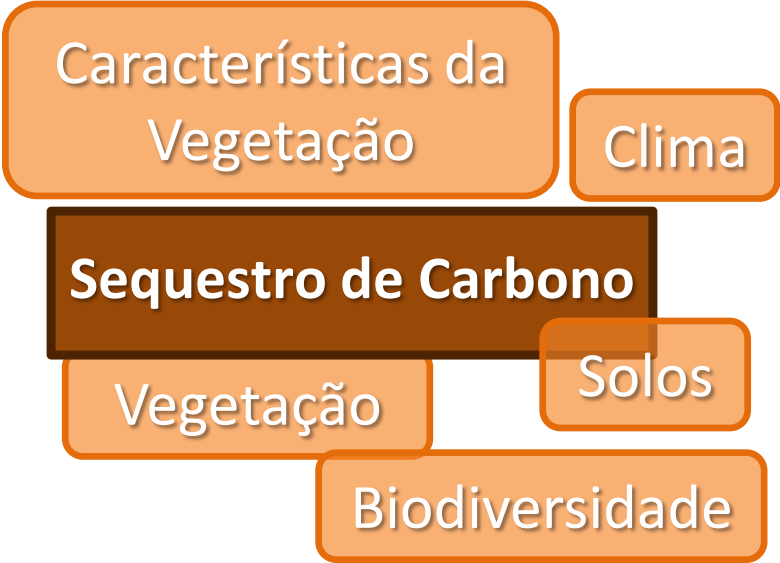 Características da
Vegetação
Clima
Sequestro de Carbono
Solos
Vegetação
Biodiversidade